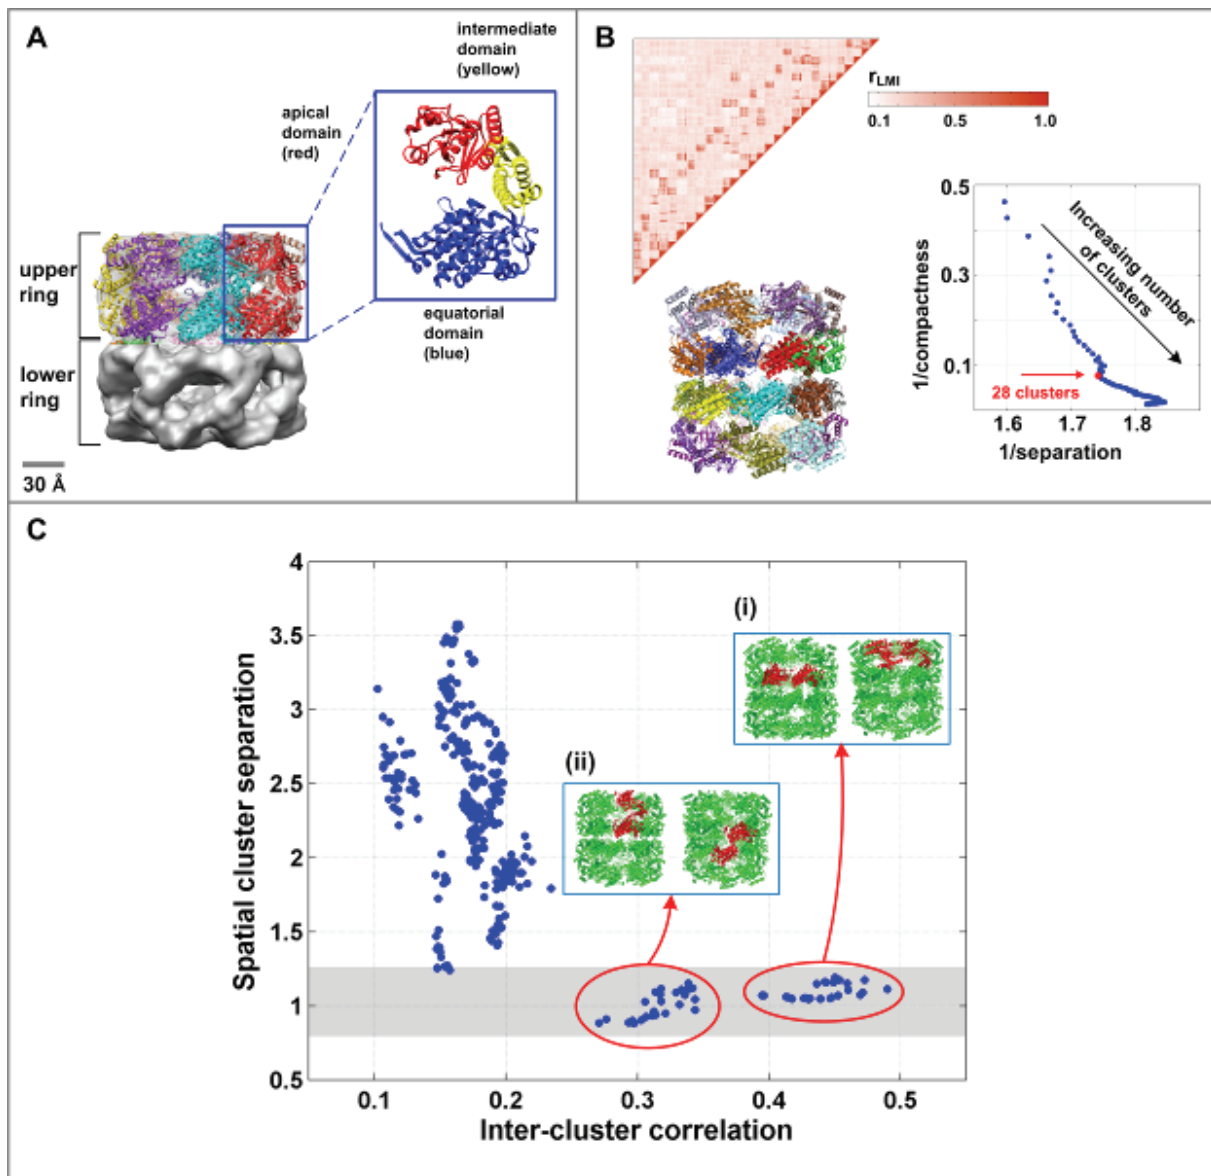 A
intermediate
domain
(yellow)
apical
domain
(red)
equatorial
domain
(blue)
upper
ring
lower
ring
30 Å
B
rLMI
0.1 0.5 1.0
0.5
0.3
0.1
1/compactness
Increasing number
of clusters
28 clusters
1.6 1.7 1.8
1/separation
C
4
3.5
3
2.5
2
1.5
1
0.5
Spatial cluster separation
(i)
(ii)
0.1 0.2 0.3 0.4 0.5
Inter-cluster correlation